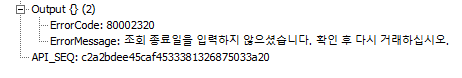 Output {} (2)
ErrorCode: 80002320
ErrorMessage: 조회 종료일을 입력하지 않으셨습니다. 확인 후 다시 거래하십시오.
API_SEQ: c2a2bdee45caf4533381326875033a20